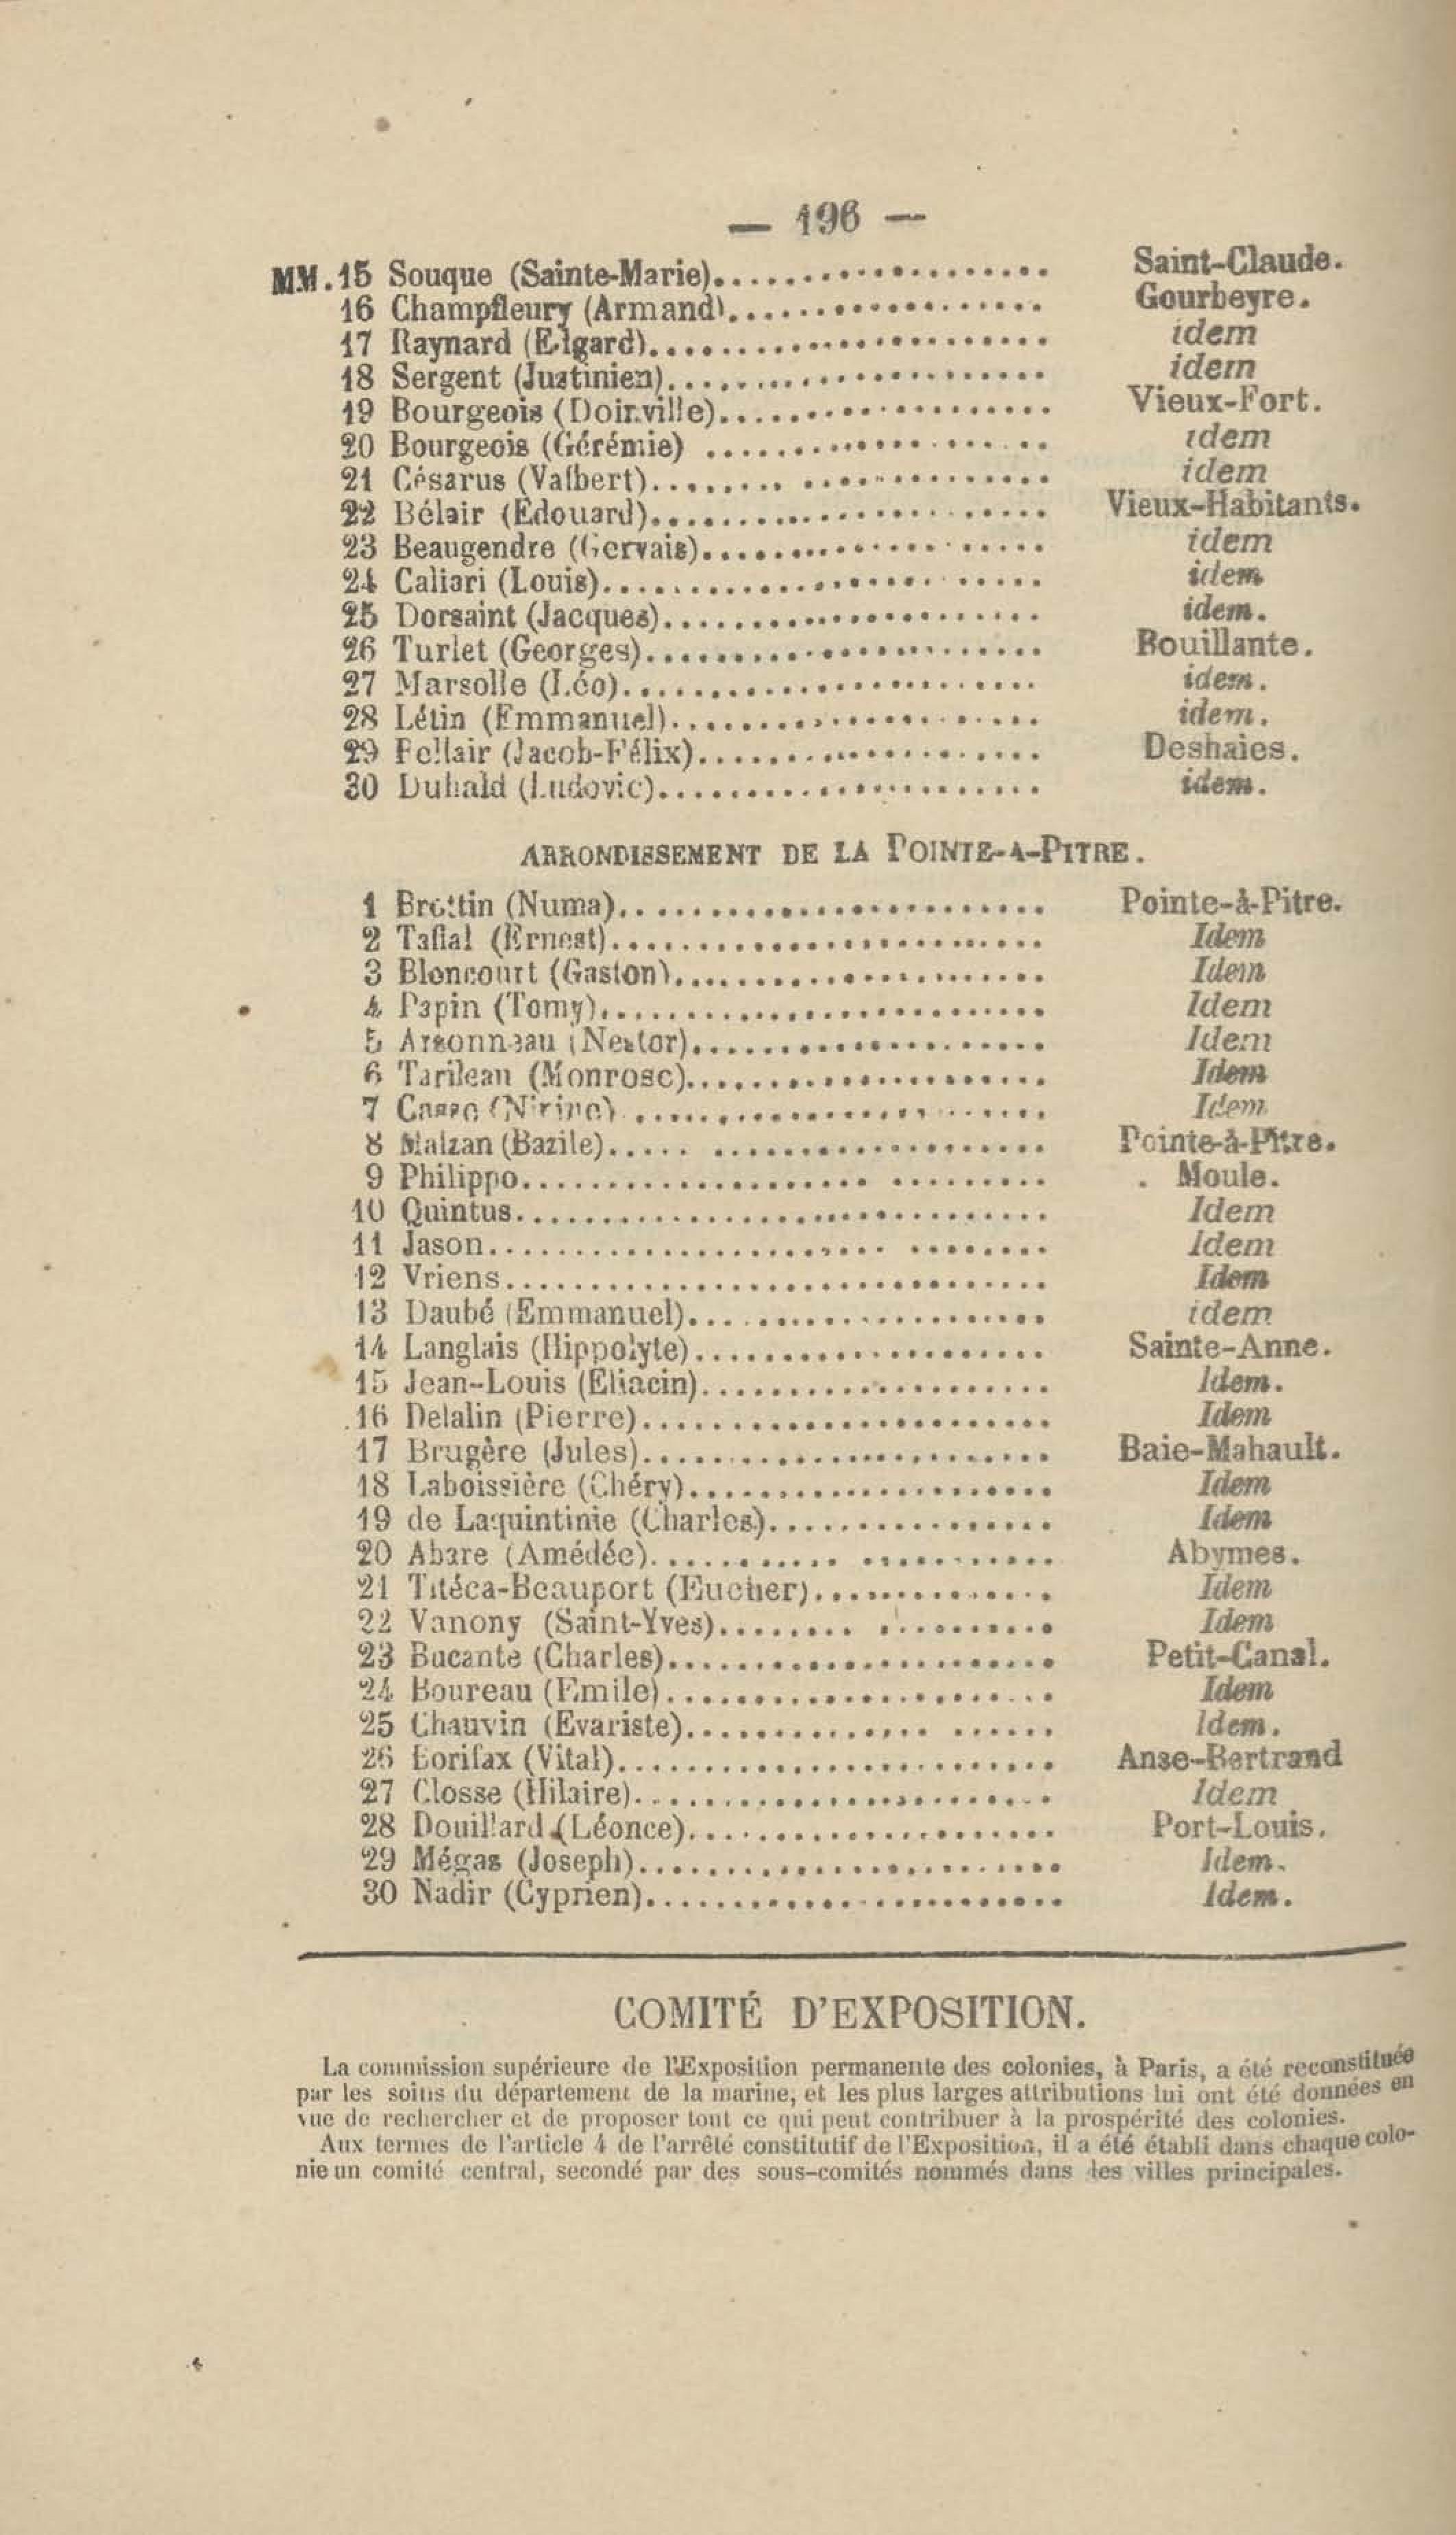 — 196 —
MM. 15 Souque (Sainte-Marie)..................... Saint-Claude.
16 Champfleury (Armand)..................... Gourbeyre.
17 Raynard (Elgard)..................... idem
18 Sergent (Justinien)..................... idem
19 Bourgeois (Doinville)..................... Vieux-Fort.
20 Bourgeois (Gérémie) ..................... idem
21 Césarus (Valbert)..................... idem
22 Bélair (Edouard)..................... Vieux-Habitants.
23 Beaugendre (Gervais)..................... idem
24 Caliari (Louis)..................... idem
25 Dorsaint (Jacques)..................... idem.
26 Turlet (Georges)..................... Bouillante.
27 Marsolle (Léo)..................... idem.
28 Létin (Emmanuel)..................... idem.
29 (Jacob-Félix)..................... Deshaies.
30 Duhald (Ludovic)..................... idem.
ARRONDISSEMENT DE LA POINTE-A-PITRE.
1 Brottin (Numa)..................... Pointe-à-Pitre.
2 Taflal (Ernest)..................... Idem
3 Bloncourt (Gaston)..................... Idem
4 Papin (Tomy)..................... Idem
5 Arsonneau (Nestor)..................... Idem
6 (Monrose)..................... Idem
7 ..................... Idem
8 Malzan (Bazile)..................... Pointe-à-Pitre.
9 Philippo..................... Moule.
10 Quintus..................... Idem
11 Jason..................... Idem
12 Vriens..................... Idem
13 Daubé (Emmanuel)..................... idem
14 Langlais (Hippolyte)..................... Sainte-Anne.
15 Jean-Louis (Eliacin)..................... Idem.
16 Delalin (Pierre)..................... Idem
17 Brugère (Jules)..................... Baie-Mahault.
18 Laboissière (Chéry)..................... Idem
19 de Laquintinie (Charles)..................... Idem
20 Abare (Amédée)..................... Abymes.
21 Titéca-Beauport (Eucher)..................... Idem
22 Vanony (Saint-Yves)..................... Idem
23 Bucante (Charles)..................... Petit-Canal.
24 Boureau (Emile)..................... Idem
25 Chauvin (Evariste)..................... Idem.
26 Borifax (Vital)..................... Anse-Bertrand
27 Closse (Hilaire)..................... Idem
28 Douillard (Léonce)..................... Port-Louis.
29 Mégas (Joseph)..................... Idem.
30 Nadir (Cyprien)..................... Idem.
COMITÉ D'EXPOSITION.
La commission supérieure de l'Exposition permanente des colonies, à Paris, a été reconstituée
par les soins du département de la marine, et les plus larges attributions lui ont été données en
vue de rechercher et de proposer tout ce qui peut contribuer à la prospérité des colonies.
Aux termes de l'article 4 de l'arrêté constitutif de l'Exposition, il a été établi dans chaque colo-
nie un comité central, secondé par des sous-comités nommés dans les villes principales.